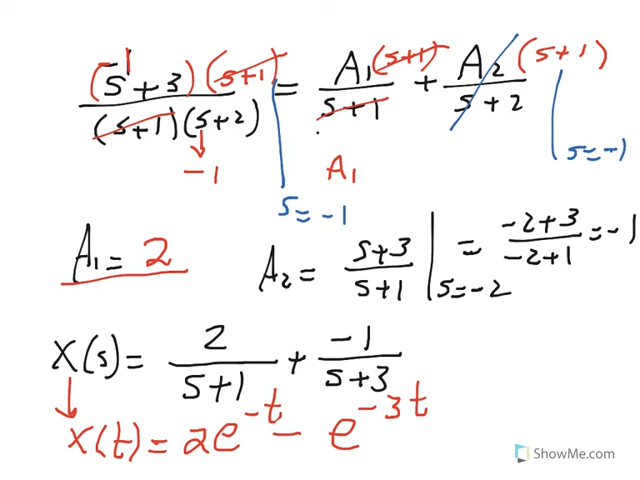 (s + 3)(s+1) / (s+1)(s+2) | s = -1 = A₁(s+1) / s+1 + A₂ / s+2 (s+1) | s = -1
-1 A₁
A₁ = 2 A₂ = s+3 / s+1 | s = -2 = -2+3 / -2+1 = -1
X(s) = 2 / s+1 + -1 / s+3
x(t) = 2e^-t - e^-3t
ShowMe.com